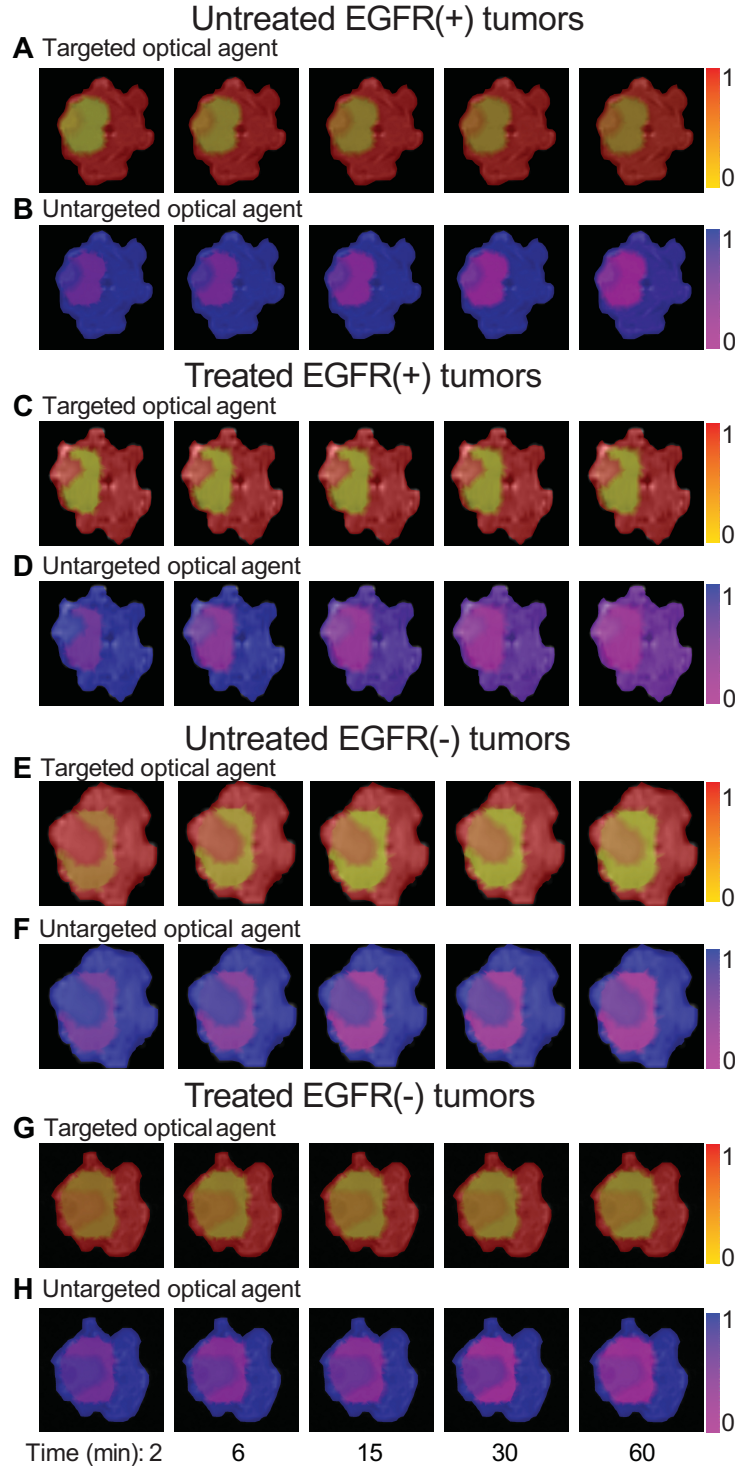 Untreated EGFR(+) tumors
A Targeted optical agent
1
0
B Untargeted optical agent
1
0
Treated EGFR(+) tumors
C Targeted optical agent
1
0
D Untargeted optical agent
1
0
Untreated EGFR(-) tumors
E Targeted optical agent
1
0
F Untargeted optical agent
1
0
Treated EGFR(-) tumors
G Targeted optical agent
1
0
H Untargeted optical agent
1
0
Time (min): 2 6 15 30 60